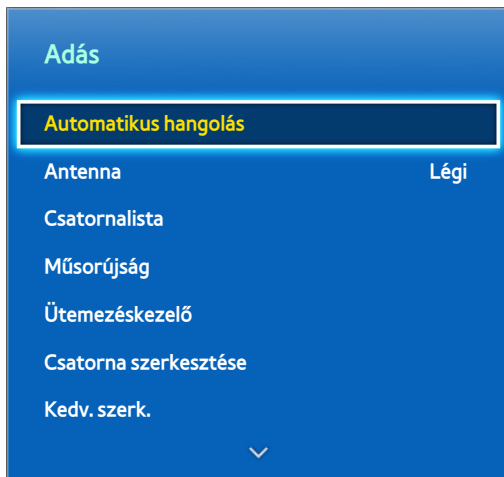 Adás
Automatikus hangolás
Antenna Légi
Csatornalista
Műsorújság
Ütemezéskezelő
Csatorna szerkesztése
Kedv. szerk.